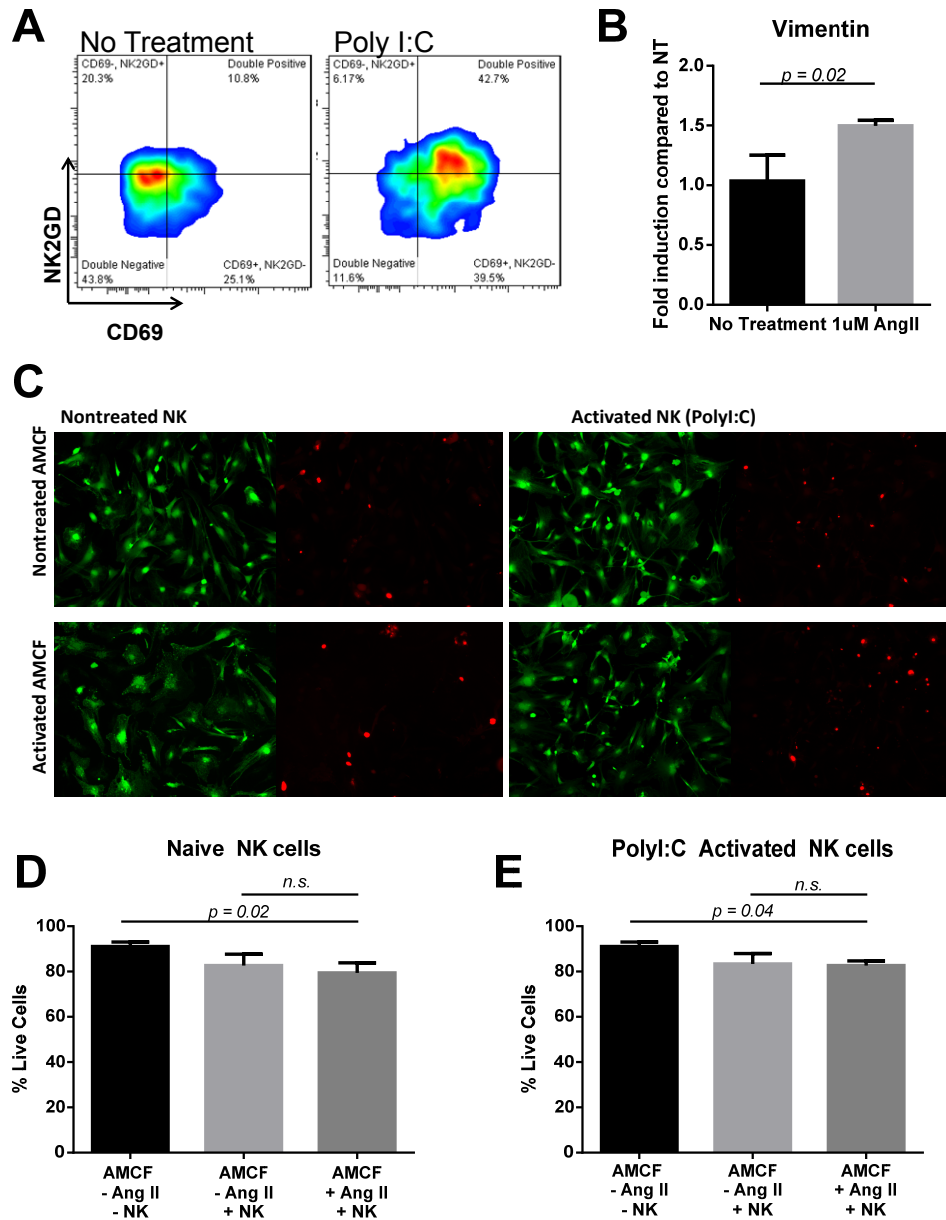 A
No Treatment
Poly I:C
CD69-, NK2GD+
20.3%
Double Positive
10.8%
CD69-, NK2GD+
6.17%
Double Positive
42.7%
NK2GD
Double Negative
43.8%
CD69+, NK2GD-
25.1%
Double Negative
11.6%
CD69+, NK2GD-
39.5%
CD69
B
Vimentin
Fold induction compared to NT
2.0
1.5
1.0
0.5
0.0
p = 0.02
No Treatment 1uM AngII
C
Nontreated NK
Activated NK (PolyI:C)
Nontreated AMCF
Activated AMCF
D
Naive NK cells
n.s.
p = 0.02
% Live Cells
100
80
60
40
20
0
AMCF
- Ang II
- NK
AMCF
- Ang II
+ NK
AMCF
+ Ang II
+ NK
E
PolyI:C Activated NK cells
n.s.
p = 0.04
% Live Cells
100
80
60
40
20
0
AMCF
- Ang II
- NK
AMCF
- Ang II
+ NK
AMCF
+ Ang II
+ NK